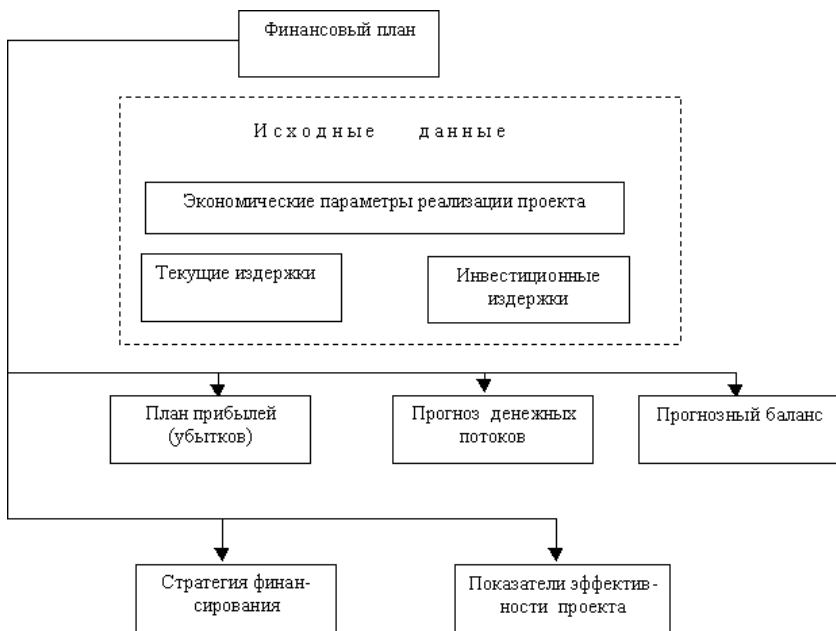 Финансовый план
Исходные данные
Экономические параметры реализации проекта
Текущие издержки
Инвестиционные
издержки
План прибылей
(убытков)
Прогноз денежных
потоков
Прогнозный баланс
Стратегия финан-
сирования
Показатели эффектив-
ности проекта